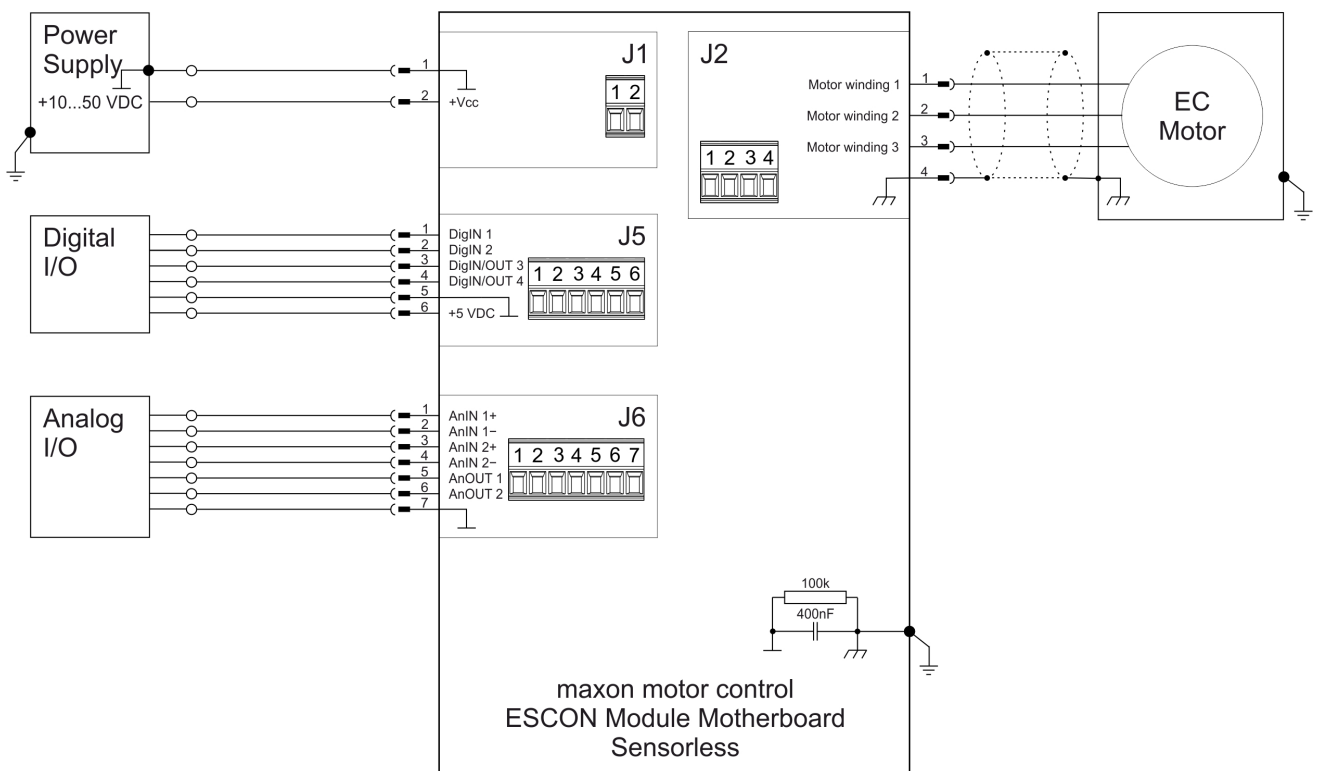 Power
Supply
+10...50 VDC
1
2
+Vcc
J1
1 2
J2
1 2 3 4
Motor winding 1
Motor winding 2
Motor winding 3
1
2
3
4
EC
Motor
Digital
I/O
1
2
3
4
5
6
DigIN 1
DigIN 2
DigIN/OUT 3
DigIN/OUT 4
+5 VDC
J5
1 2 3 4 5 6
Analog
I/O
1
2
3
4
5
6
7
AnIN 1+
AnIN 1−
AnIN 2+
AnIN 2−
AnOUT 1
AnOUT 2
J6
1 2 3 4 5 6 7
100k
400nF
maxon motor control
ESCON Module Motherboard
Sensorless